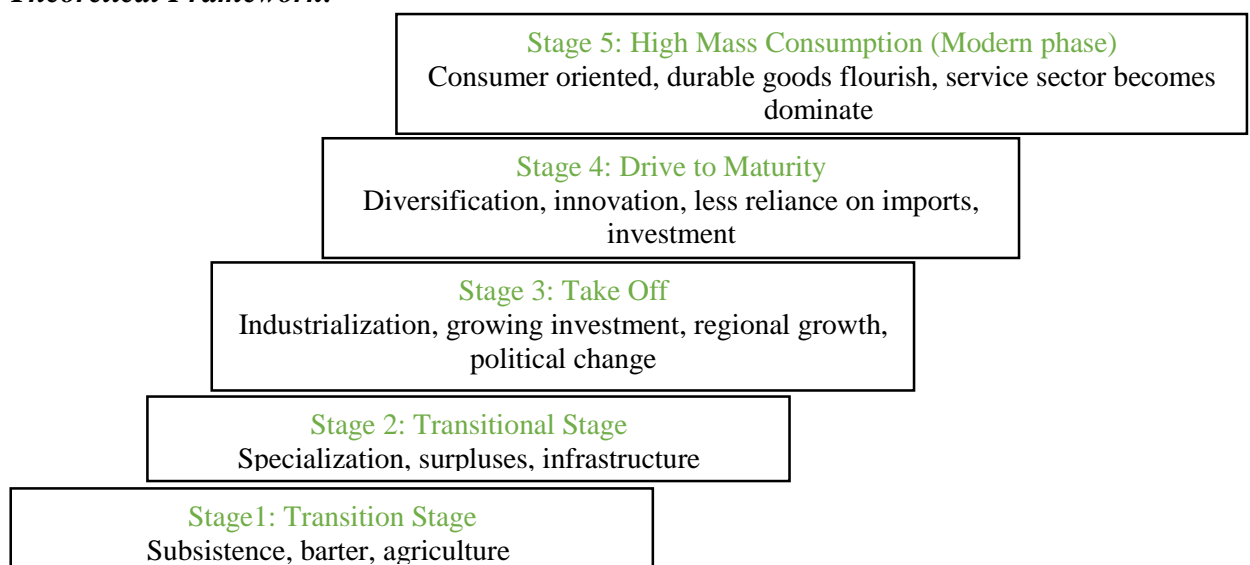 Theoretical Framework:
Stage 5: High Mass Consumption (Modern phase)
Consumer oriented, durable goods flourish, service sector becomes
dominate
Stage 4: Drive to Maturity
Diversification, innovation, less reliance on imports,
investment
Stage 3: Take Off
Industrialization, growing investment, regional growth,
political change
Stage 2: Transitional Stage
Specialization, surpluses, infrastructure
Stage1: Transition Stage
Subsistence, barter, agriculture